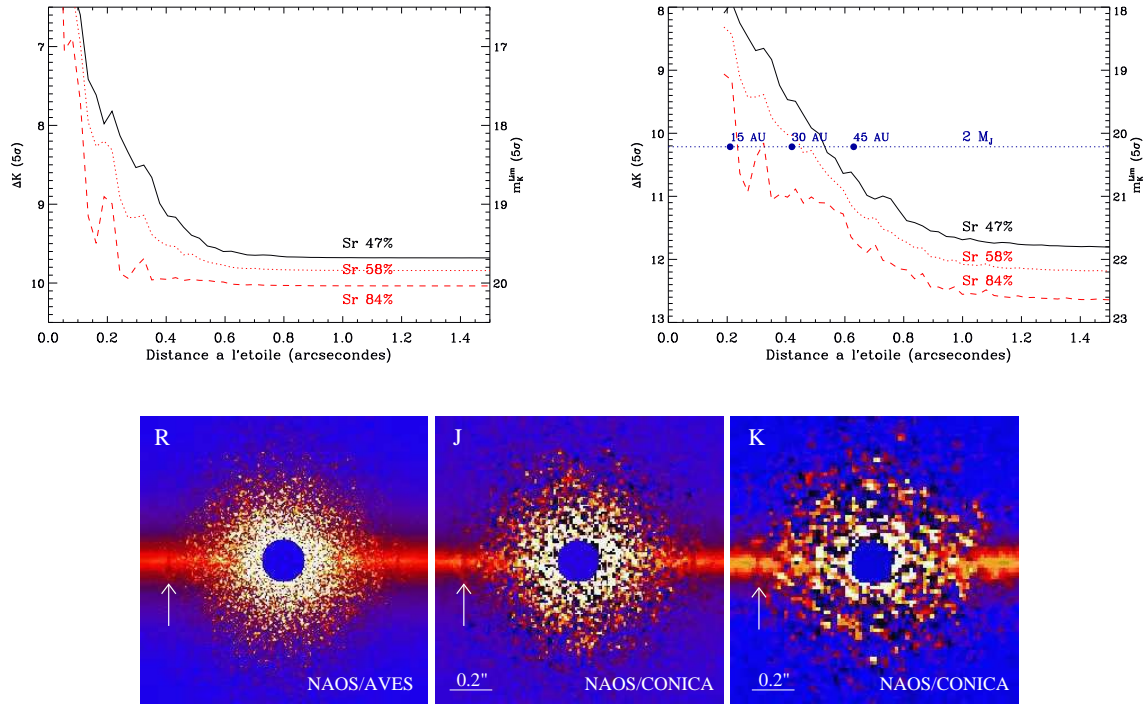 7
8
9
10
ΔK (5σ)
17
18
19
20
m_K^Lim (5σ)
Sr 47%
Sr 58%
Sr 84%
0.0 0.2 0.4 0.6 0.8 1.0 1.2 1.4
Distance a l'etoile (arcsecondes)
8
9
10
11
12
13
ΔK (5σ)
18
19
20
21
22
23
m_K^Lim (5σ)
15 AU 30 AU 45 AU 2 M_J
Sr 47%
Sr 58%
Sr 84%
0.0 0.2 0.4 0.6 0.8 1.0 1.2 1.4
Distance a l'etoile (arcsecondes)
R
NAOS/AVES
J
0.2"
NAOS/CONICA
K
0.2"
NAOS/CONICA